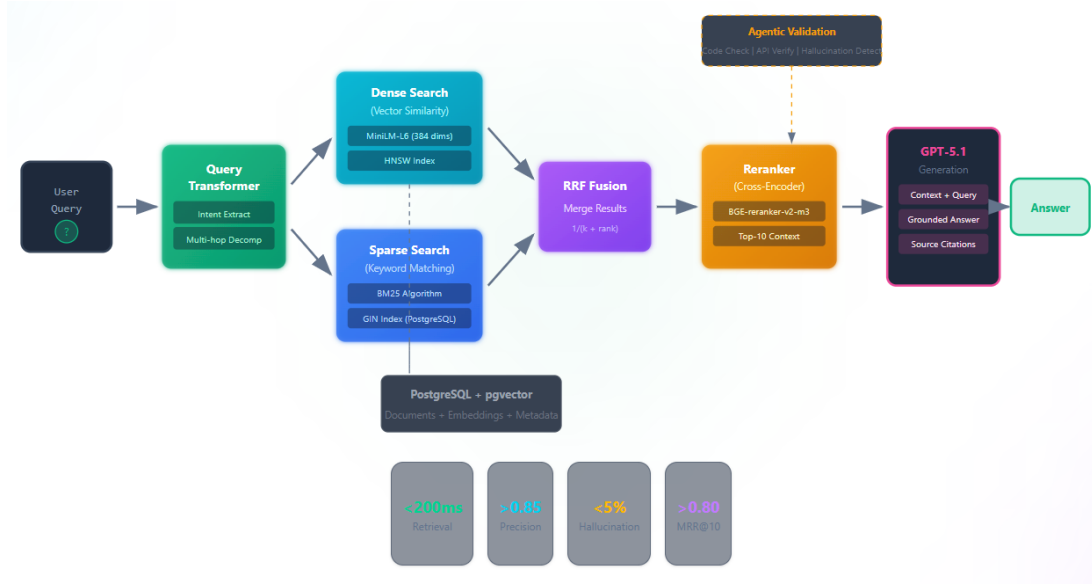 Agentic Validation
Code Check | API Verify | Hallucination Detect
User
Query
?
Query
Transformer
Intent Extract
Multi-hop Decomp
Dense Search
(Vector Similarity)
MiniLM-L6 (384 dims)
HNSW Index
Sparse Search
(Keyword Matching)
BM25 Algorithm
GIN Index (PostgreSQL)
PostgreSQL + pgvector
Documents + Embeddings + Metadata
RRF Fusion
Merge Results
1/(k + rank)
Reranker
(Cross-Encoder)
BGE-reranker-v2-m3
Top-10 Context
GPT-5.1
Generation
Context + Query
Grounded Answer
Source Citations
Answer
<200ms
Retrieval
>0.85
Precision
<5%
Hallucination
>0.80
MRR@10